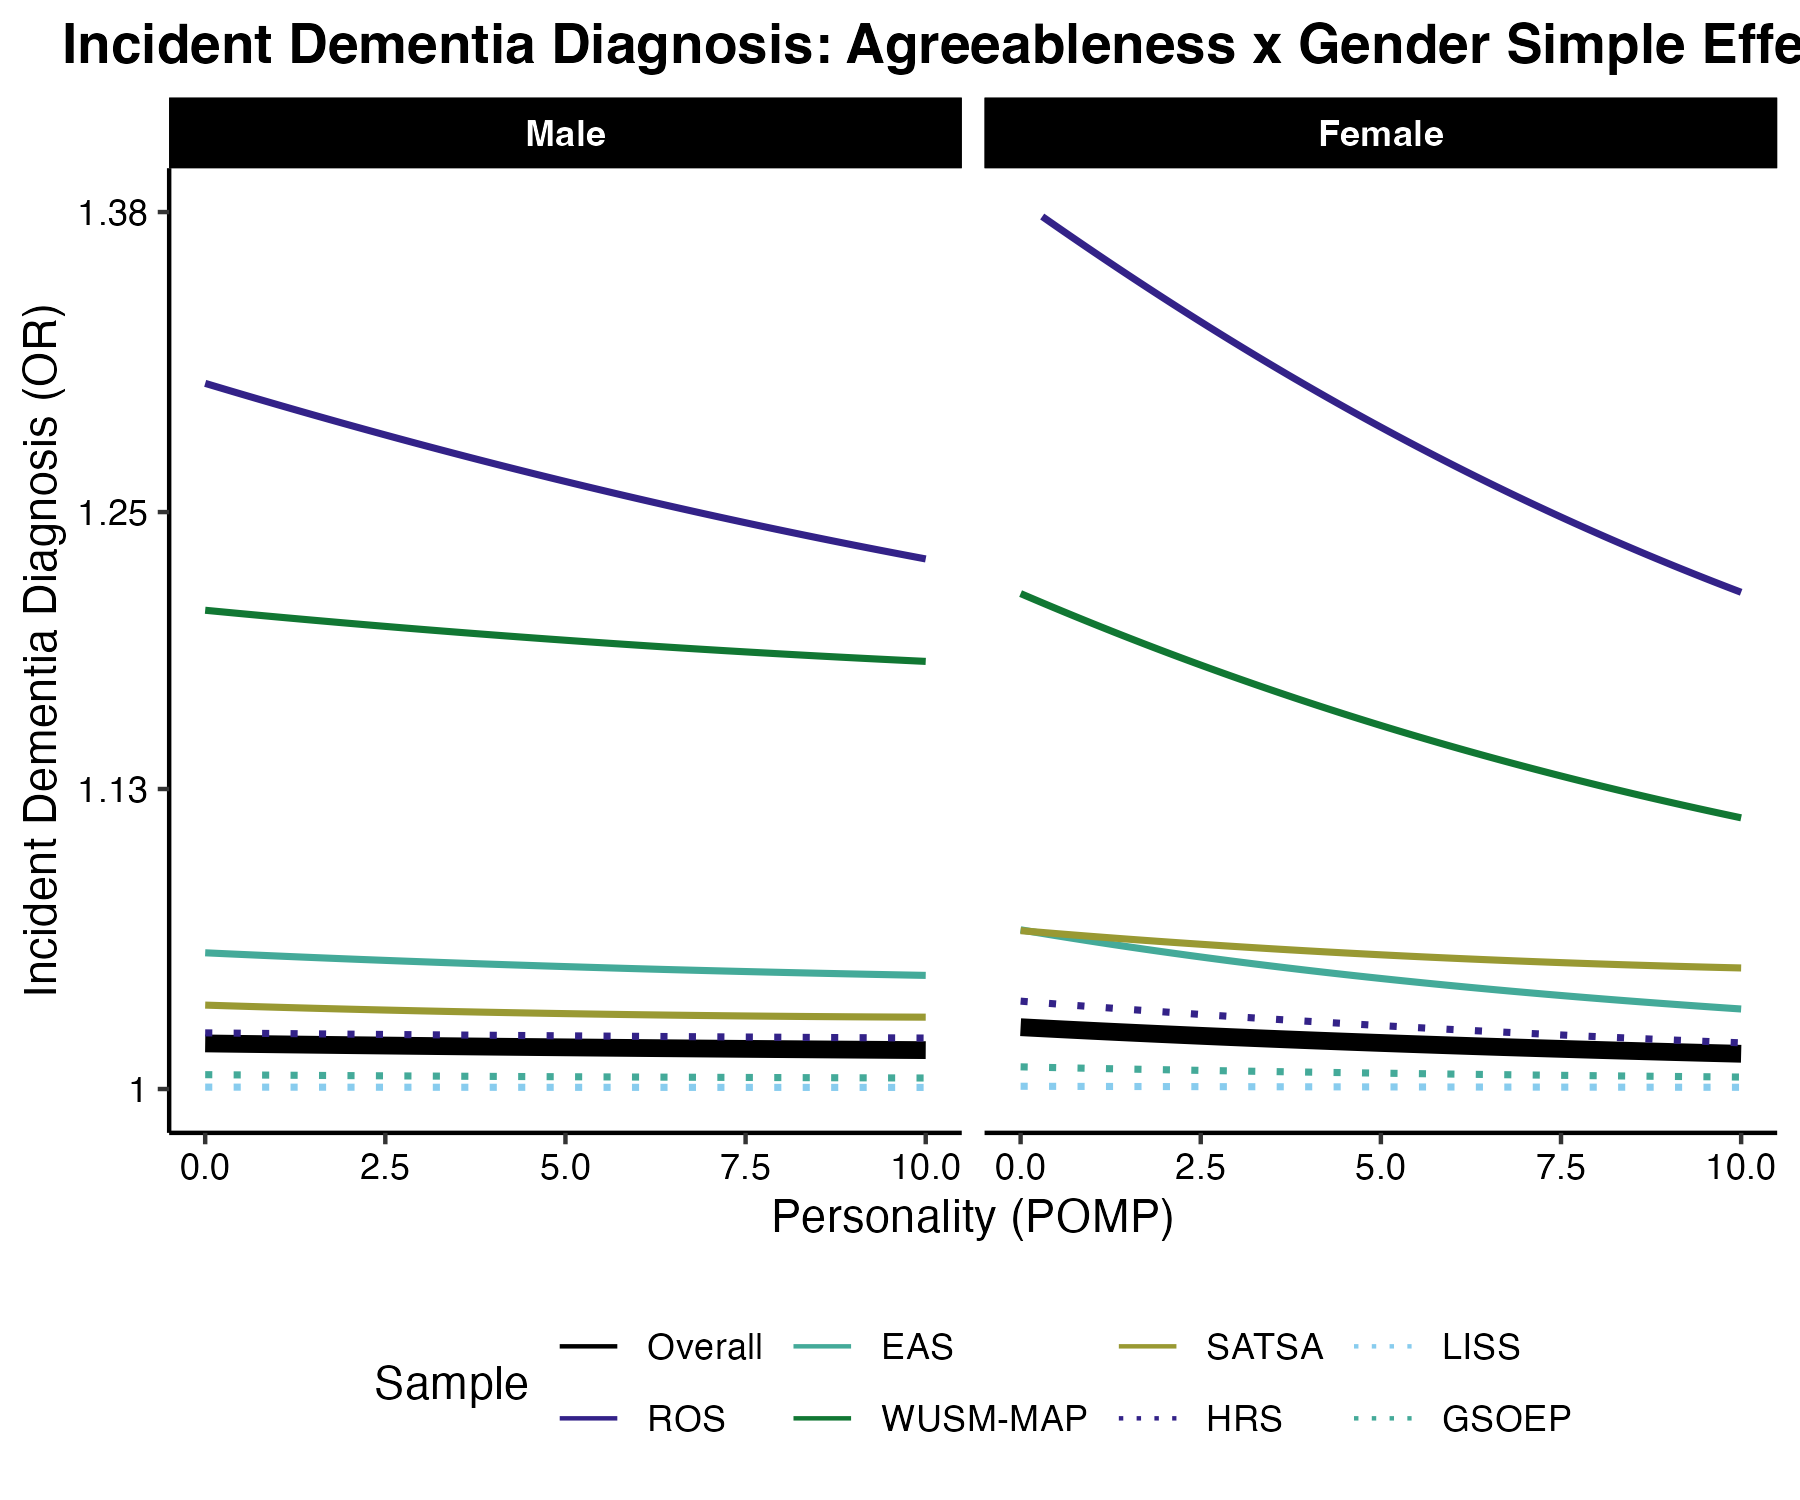 Incident Dementia Diagnosis: Agreeableness x Gender Simple Effe
Male
Female
Incident Dementia Diagnosis (OR)
1.38
1.25
1.13
1
0.0 2.5 5.0 7.5 10.0
0.0 2.5 5.0 7.5 10.0
Personality (POMP)
Sample
Overall EAS SATSA LISS
ROS WUSM-MAP HRS GSOEP